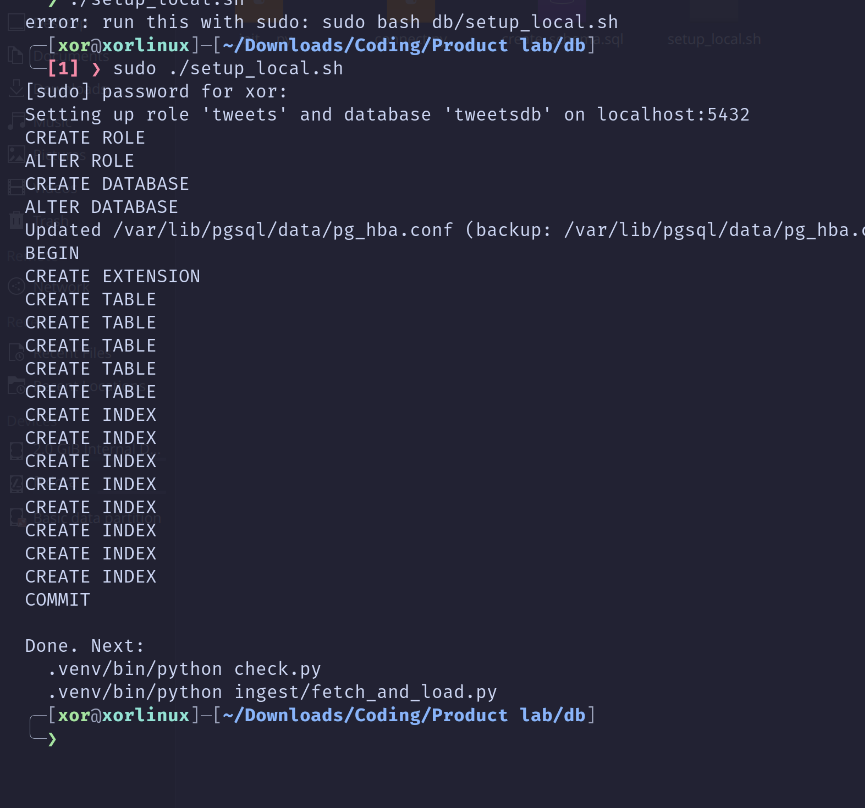 ❯ ./setup_local.sh
error: run this with sudo: sudo bash db/setup_local.sh
[xor@xorlinux]-[~/Downloads/Coding/Product lab/db]
[1] ❯ sudo ./setup_local.sh
[sudo] password for xor:
Setting up role 'tweets' and database 'tweetsdb' on localhost:5432
CREATE ROLE
ALTER ROLE
CREATE DATABASE
ALTER DATABASE
Updated /var/lib/pgsql/data/pg_hba.conf (backup: /var/lib/pgsql/data/pg_hba.
BEGIN
CREATE EXTENSION
CREATE TABLE
CREATE TABLE
CREATE TABLE
CREATE TABLE
CREATE TABLE
CREATE INDEX
CREATE INDEX
CREATE INDEX
CREATE INDEX
CREATE INDEX
CREATE INDEX
CREATE INDEX
CREATE INDEX
COMMIT
Done. Next:
.venv/bin/python check.py
.venv/bin/python ingest/fetch_and_load.py
[xor@xorlinux]-[~/Downloads/Coding/Product lab/db]
❯
setup_local.sh